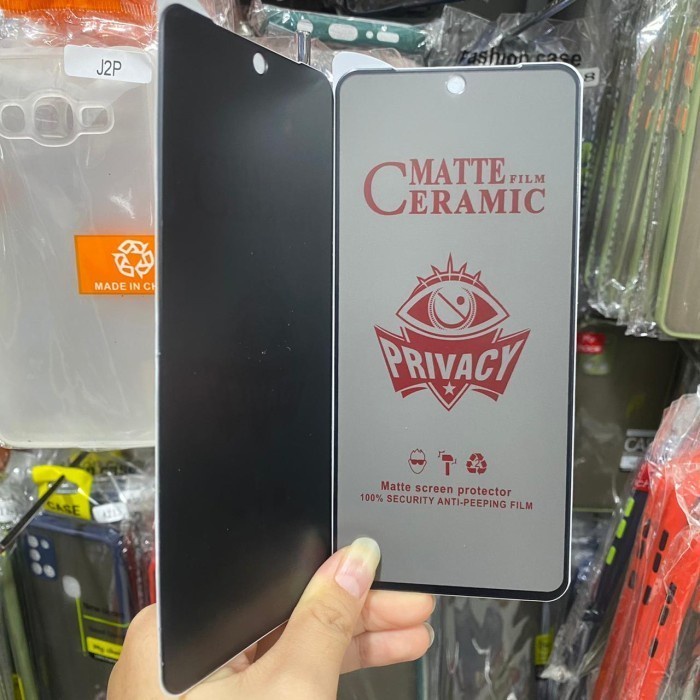 J2P
fashion case
8
MATTE FILM
CERAMIC
MADE IN CH
PRIVACY
CASE
Matte screen protector
100% SECURITY ANTI-PEEPING FILM